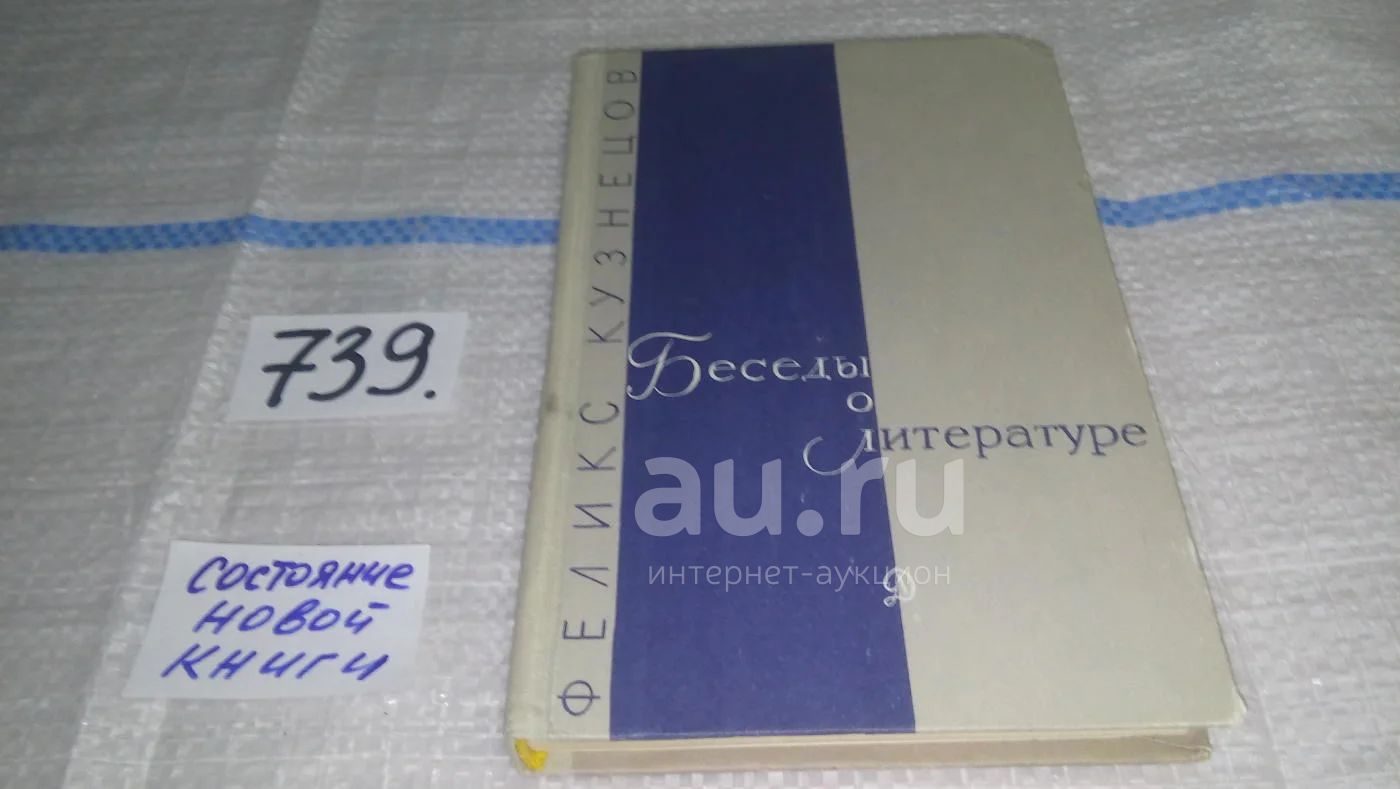 ФЕЛИКС КУЗНЕЦОВ
Беседы
о
литературе
739.
au.ru
интернет-аукцион
Д
состояние
новой
книги